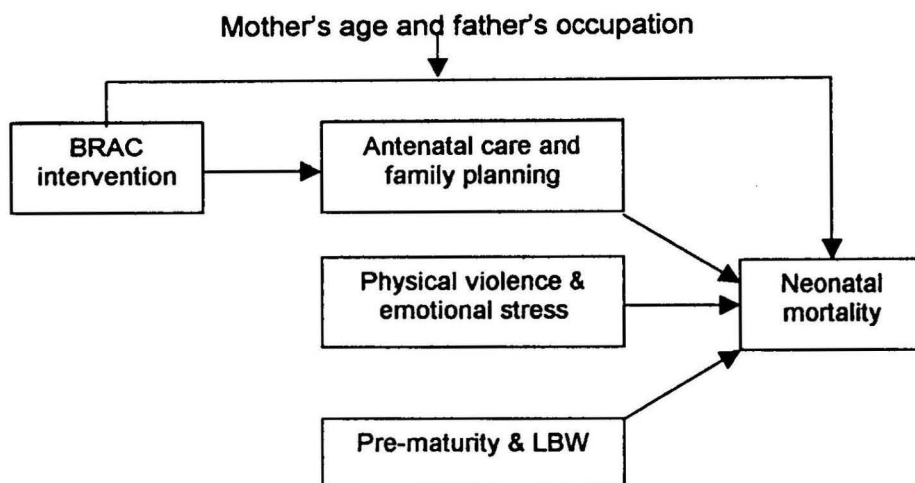 Mother's age and father's occupation
BRAC
intervention
Antenatal care and
family planning
Physical violence &
emotional stress
Neonatal
mortality
Pre-maturity & LBW